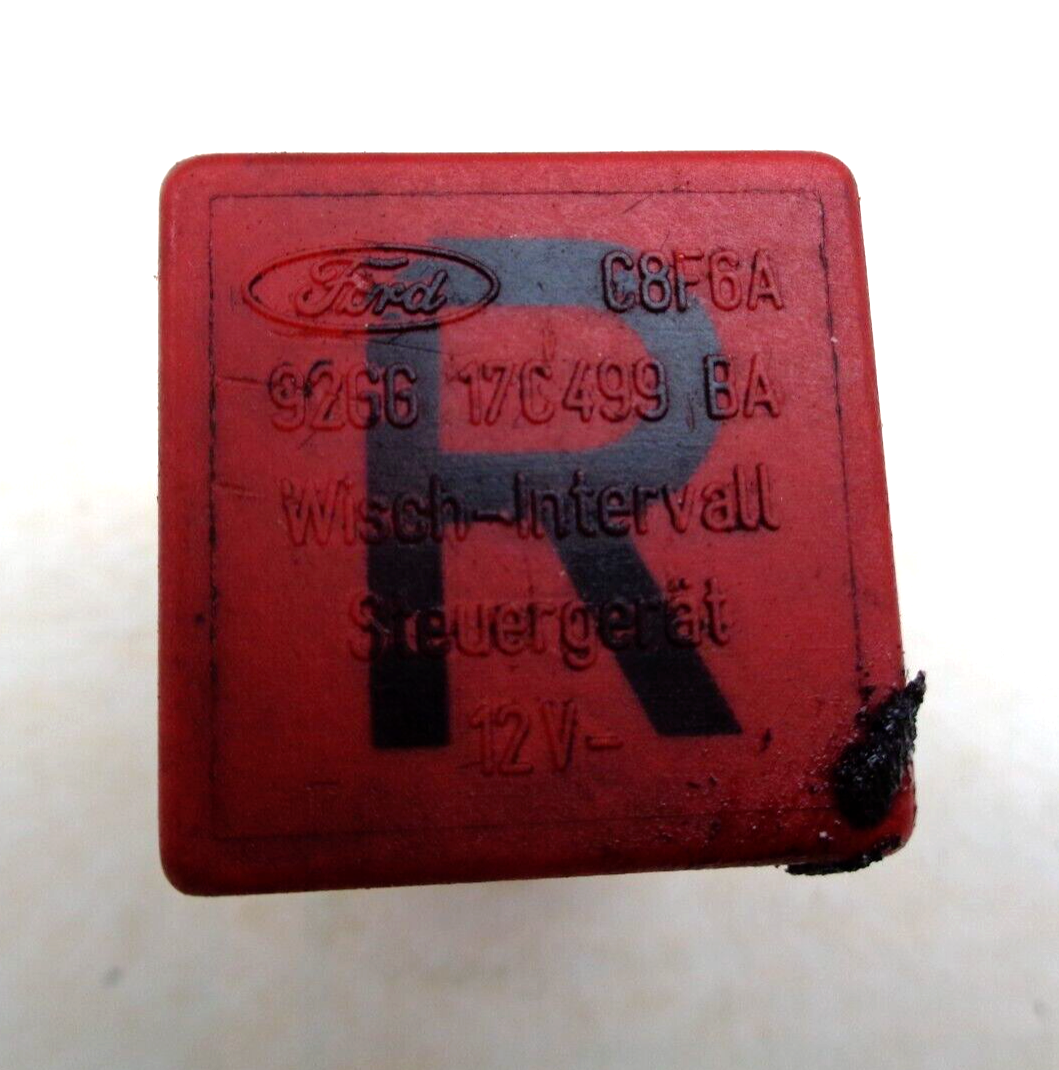 Ford C8F6A
92GG 17C499 BA
Wisch-Intervall
Steuergerät
12V-
R